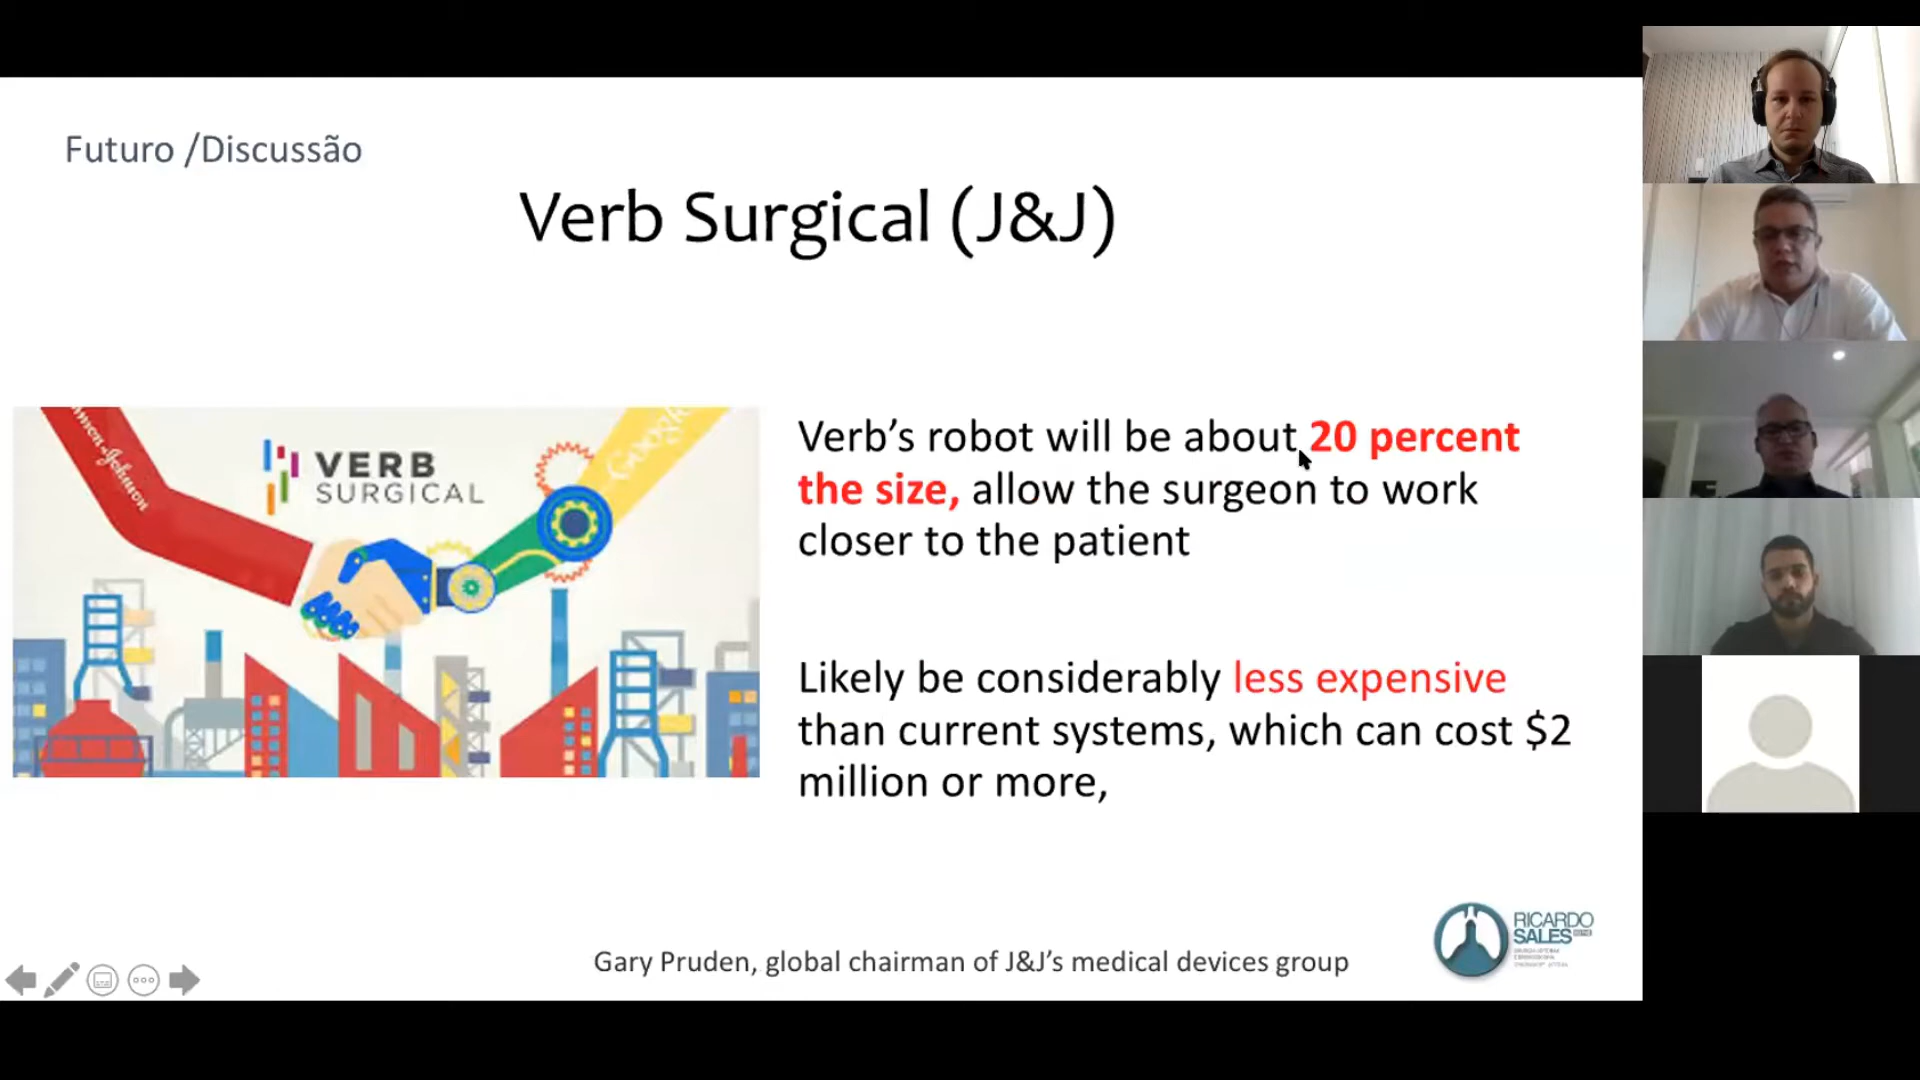 Futuro /Discussão
Verb Surgical (J&J)
Johnson
Google
VERB
SURGICAL
Verb’s robot will be about 20 percent
the size, allow the surgeon to work
closer to the patient
Likely be considerably less expensive
than current systems, which can cost $2
million or more,
Gary Pruden, global chairman of J&J’s medical devices group
RICARDO
SALES